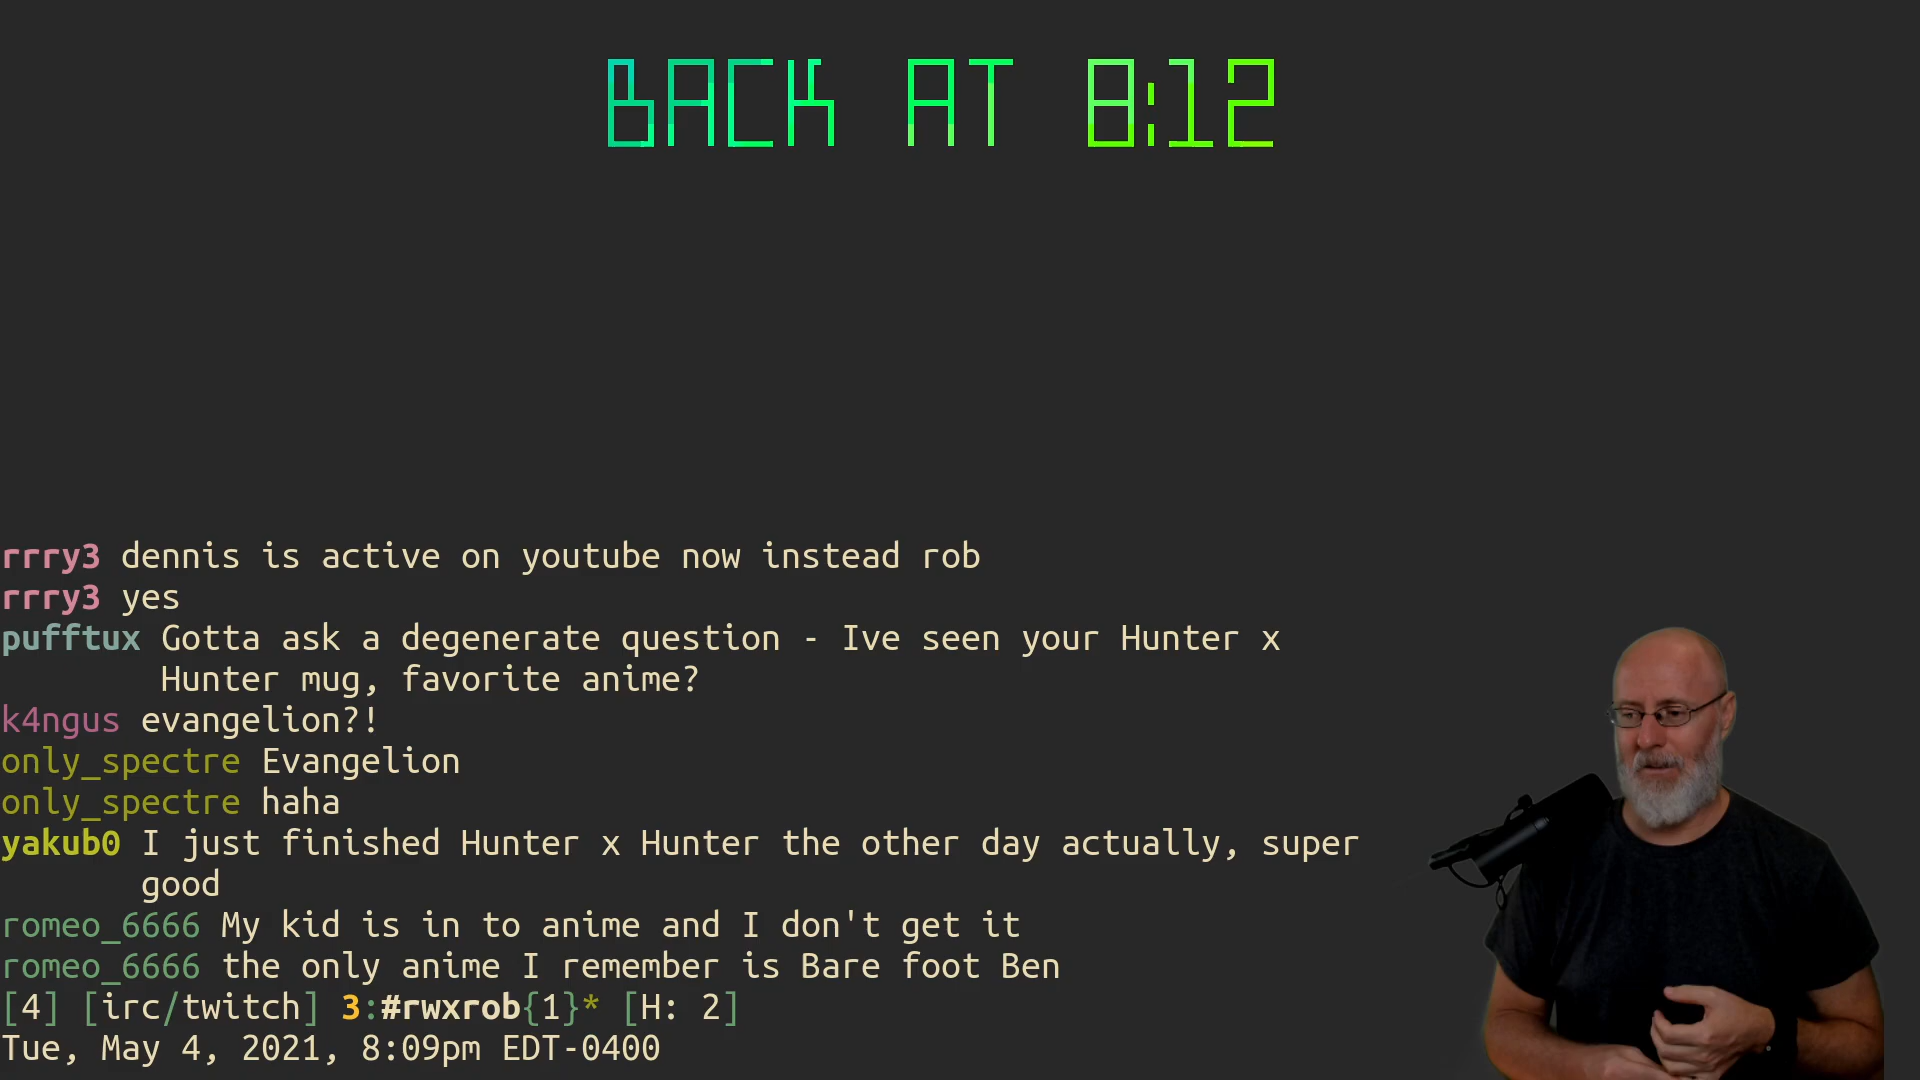 BACK AT 8:12
rrry3 dennis is active on youtube now instead rob
rrry3 yes
pufftux Gotta ask a degenerate question - Ive seen your Hunter x
Hunter mug, favorite anime?
k4ngus evangelion?!
only_spectre Evangelion
only_spectre haha
yakub0 I just finished Hunter x Hunter the other day actually, super
good
romeo_6666 My kid is in to anime and I don't get it
romeo_6666 the only anime I remember is Bare foot Ben
[4] [irc/twitch] 3:#rwxrob{1}* [H: 2]
Tue, May 4, 2021, 8:09pm EDT-0400